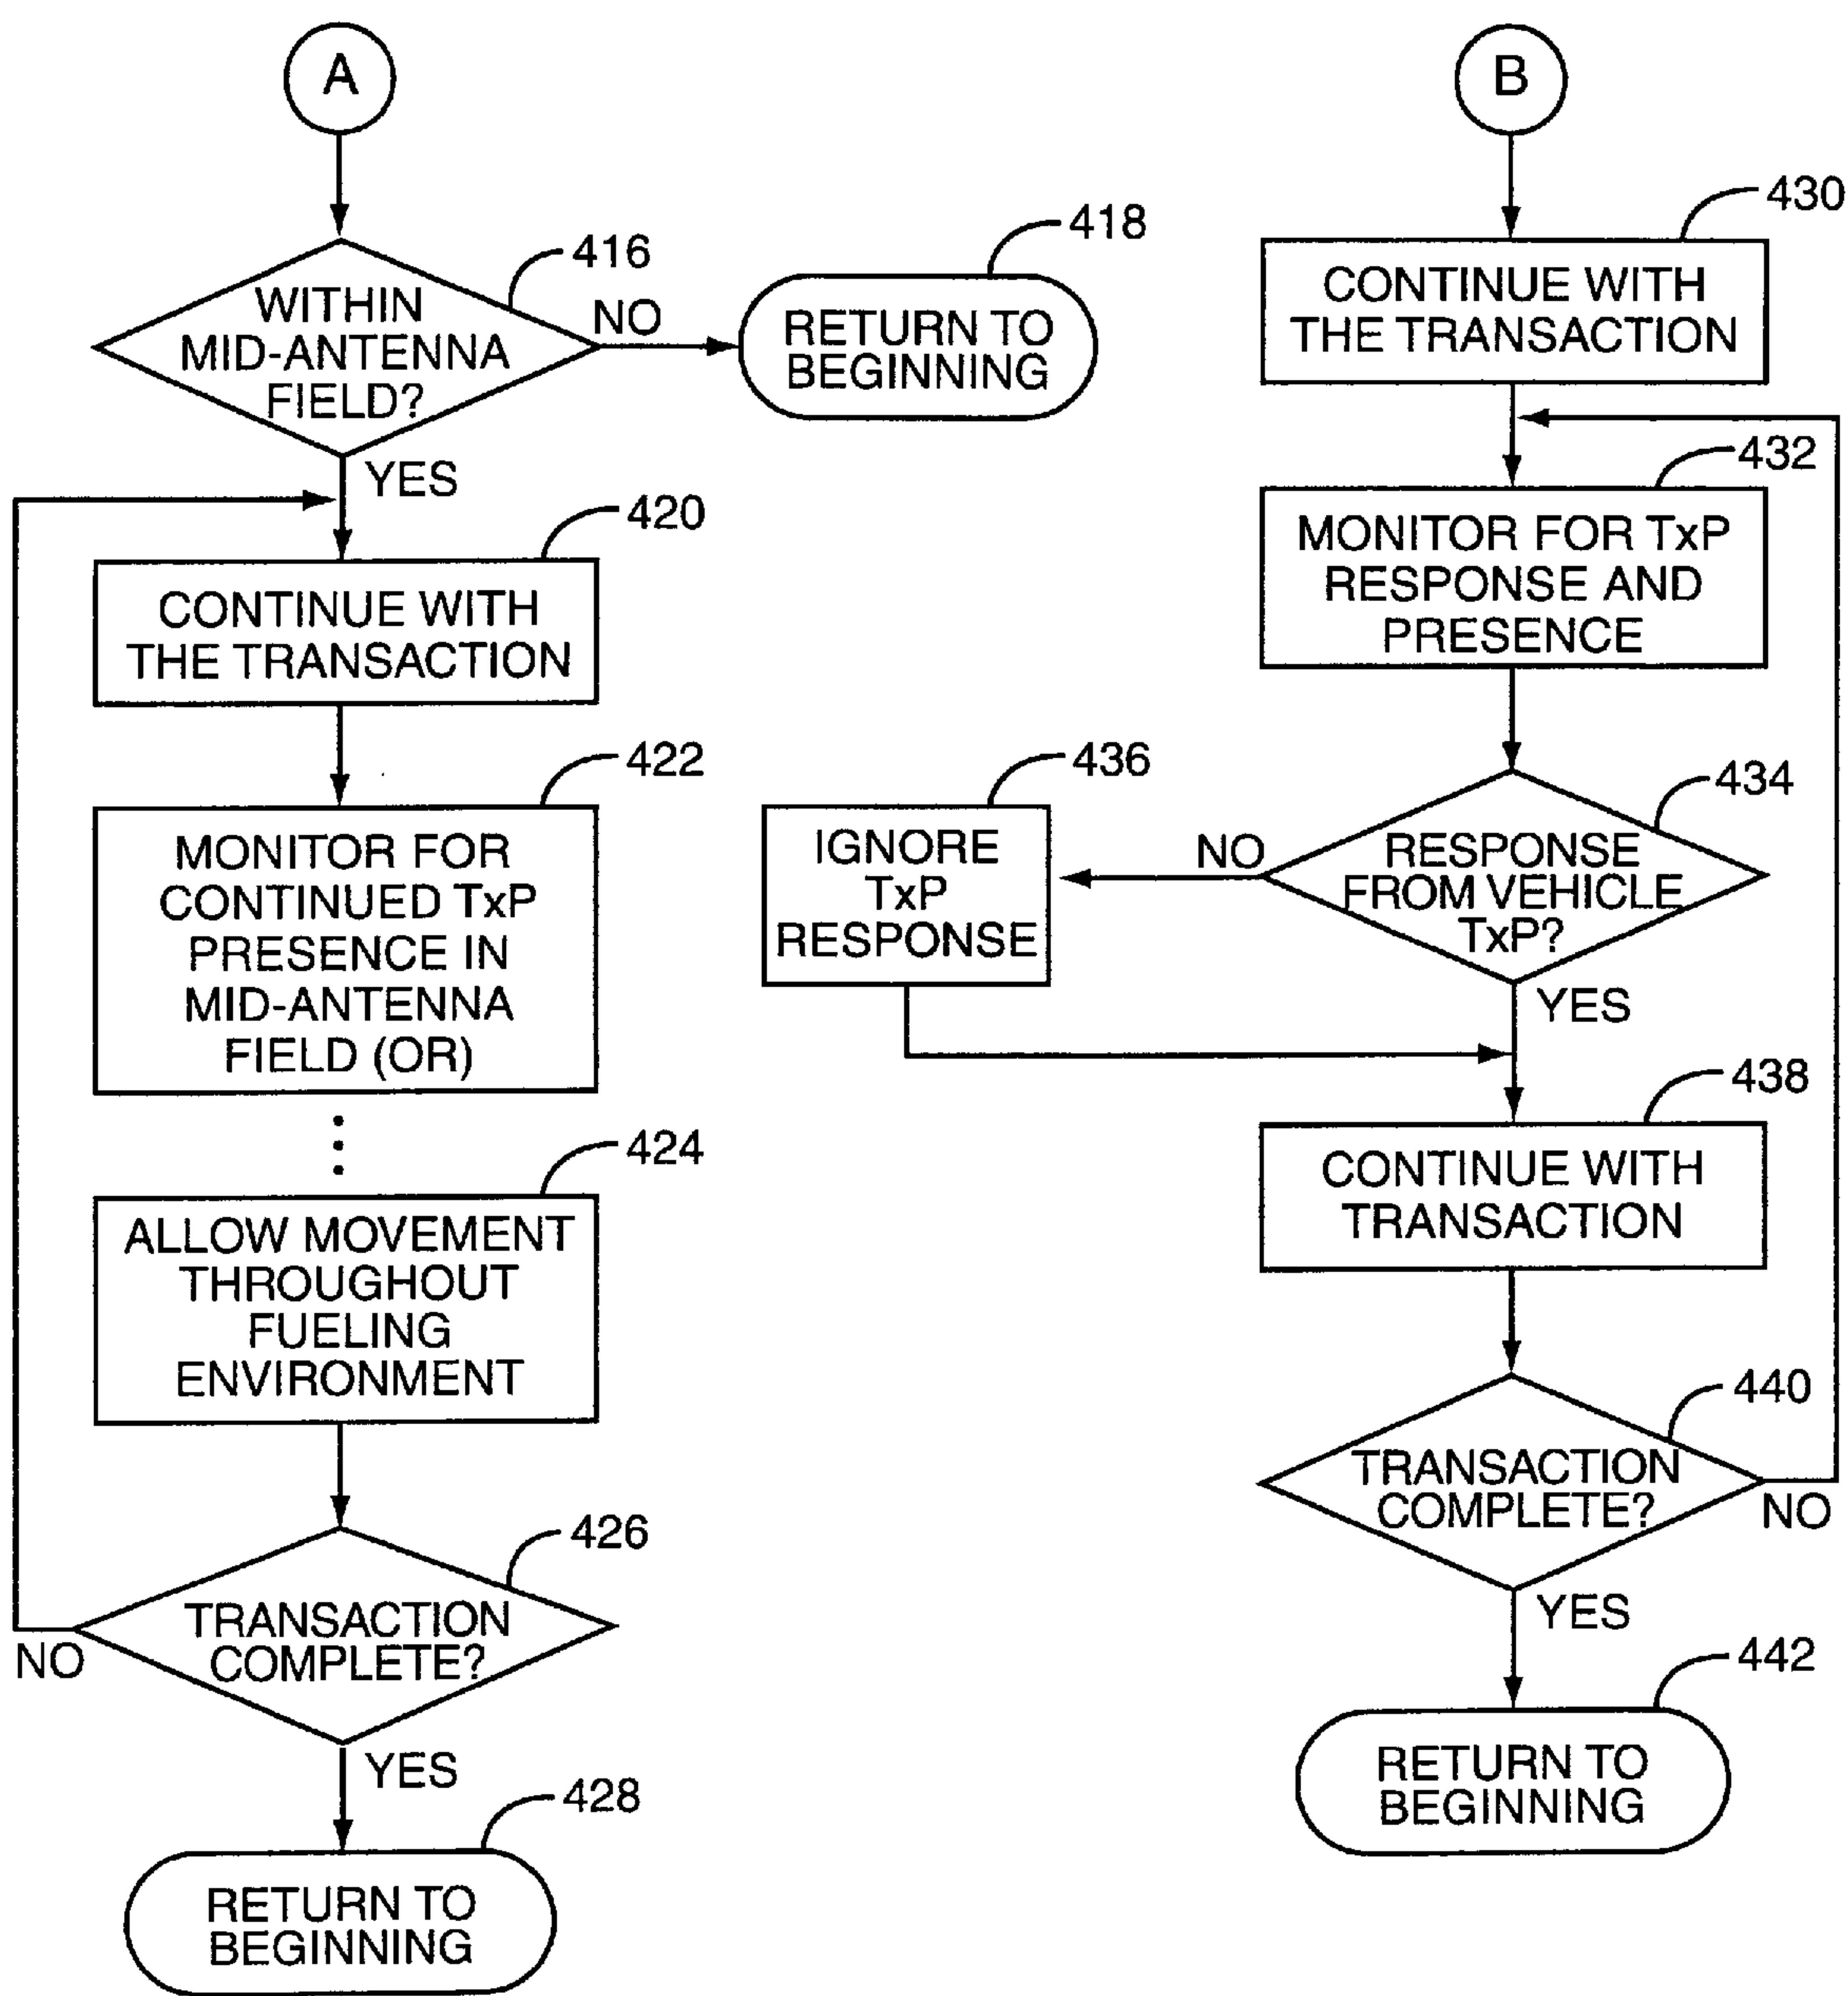 A
416
WITHIN
MID-ANTENNA
FIELD?
NO
418
RETURN TO
BEGINNING
YES
420
CONTINUE WITH
THE TRANSACTION
422
MONITOR FOR
CONTINUED TxP
PRESENCE IN
MID-ANTENNA
FIELD (OR)
424
ALLOW MOVEMENT
THROUGHOUT
FUELING
ENVIRONMENT
426
TRANSACTION
COMPLETE?
NO
YES
428
RETURN TO
BEGINNING
B
430
CONTINUE WITH
THE TRANSACTION
432
MONITOR FOR TxP
RESPONSE AND
PRESENCE
434
RESPONSE
FROM VEHICLE
TxP?
NO
436
IGNORE
TxP
RESPONSE
YES
438
CONTINUE WITH
TRANSACTION
440
TRANSACTION
COMPLETE?
NO
YES
442
RETURN TO
BEGINNING